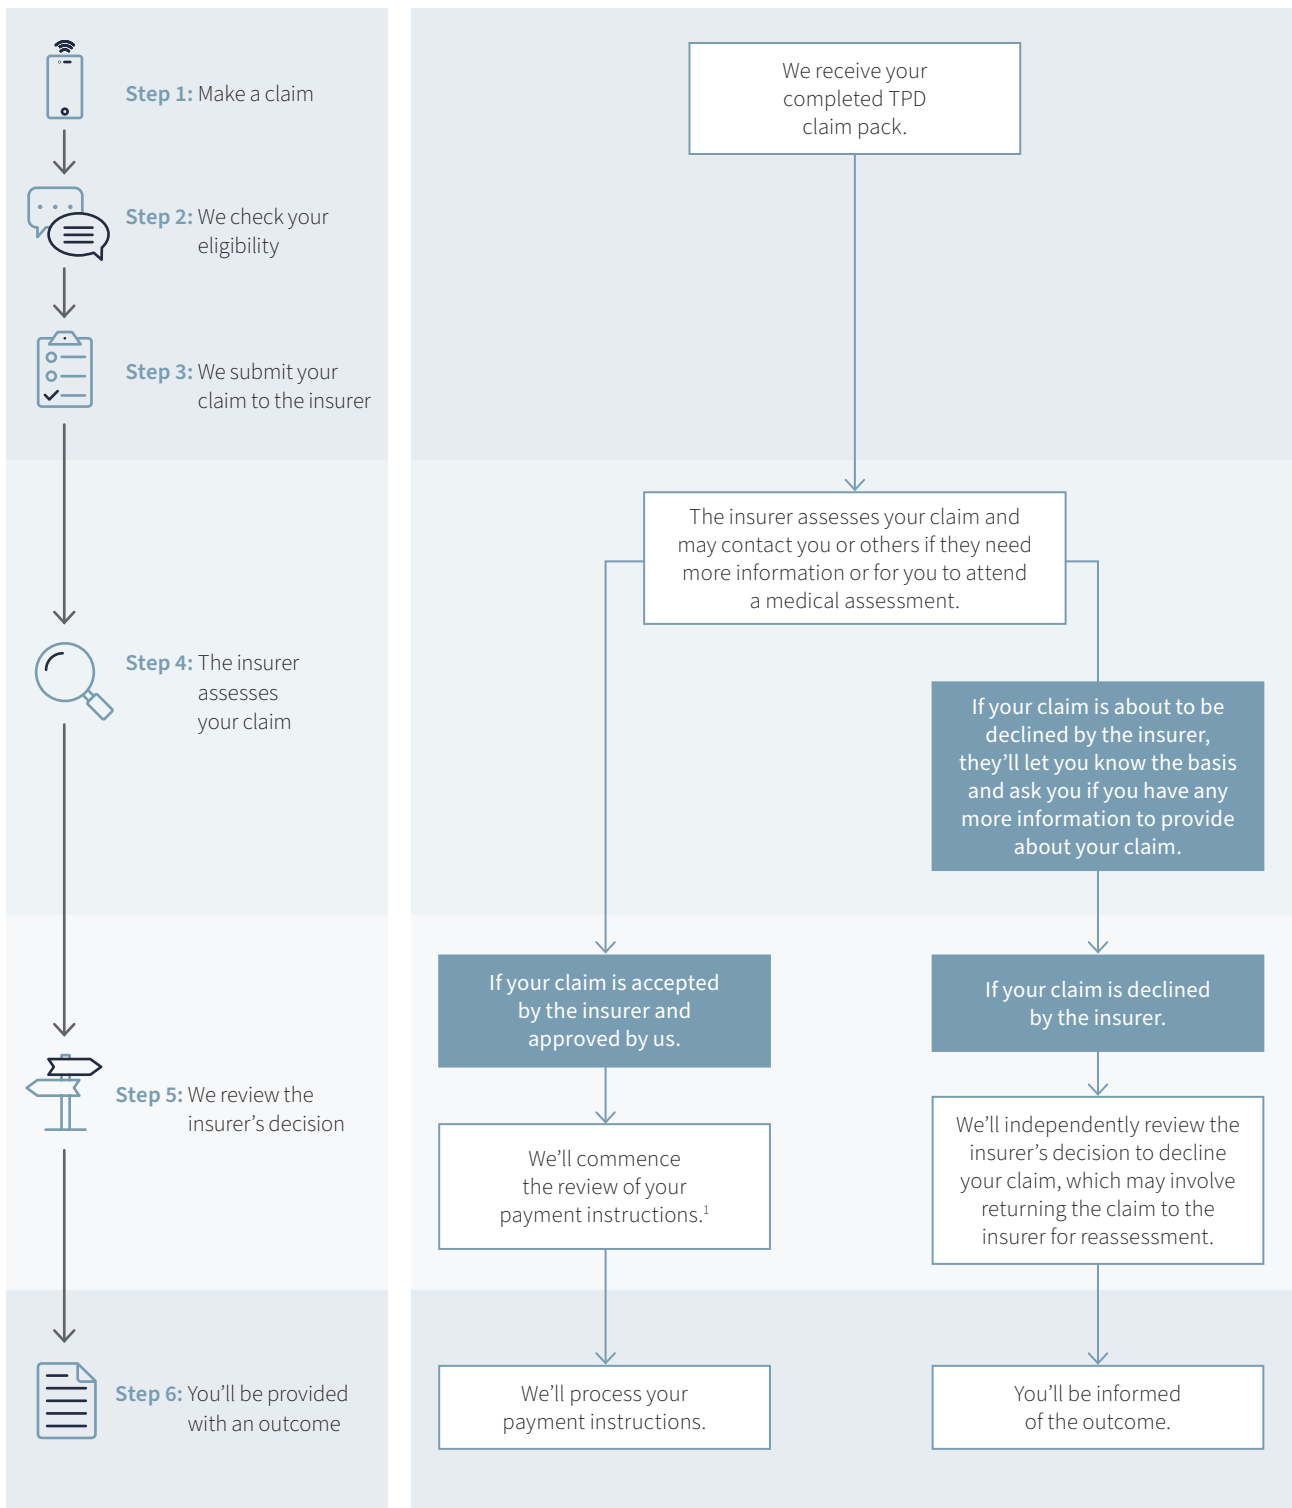 Step 1: Make a claim
Step 2: We check your
eligibility
Step 3: We submit your
claim to the insurer
Step 4: The insurer
assesses
your claim
Step 5: We review the
insurer’s decision
Step 6: You’ll be provided
with an outcome
We receive your
completed TPD
claim pack.
The insurer assesses your claim and
may contact you or others if they need
more information or for you to attend
a medical assessment.
If your claim is about to be
declined by the insurer,
they’ll let you know the basis
and ask you if you have any
more information to provide
about your claim.
If your claim is accepted
by the insurer and
approved by us.
If your claim is declined
by the insurer.
We’ll commence
the review of your
payment instructions.¹
We’ll independently review the
insurer’s decision to decline
your claim, which may involve
returning the claim to the
insurer for reassessment.
We’ll process your
payment instructions.
You’ll be informed
of the outcome.